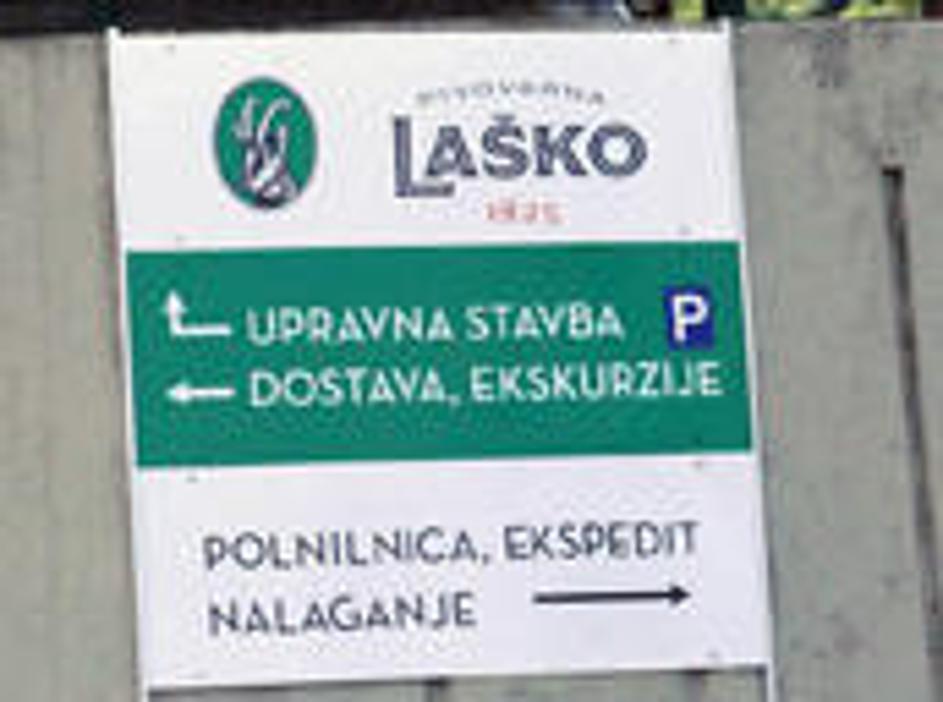 PIVOVARNA
LAŠKO
1825
UPRAVNA STAVBA P
DOSTAVA, EKSKURZIJE
POLNILNICA, EKSPEDIT
NALAGANJE